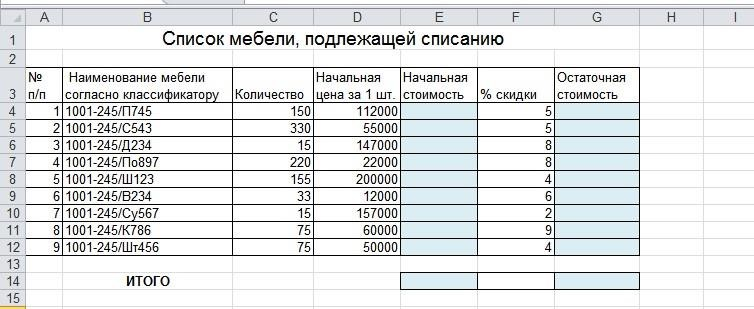 A B C D E F G H I
1 Список мебели, подлежащей списанию
2
№ Наименование мебели Начальная Начальная Остаточная
3 п/п согласно классификатору Количество цена за 1 шт. стоимость % скидки стоимость
4 1 1001-245/П745 150 112000 5
5 2 1001-245/С543 330 55000 5
6 3 1001-245/Д234 15 147000 8
7 4 1001-245/По897 220 22000 8
8 5 1001-245/Ш123 155 200000 4
9 6 1001-245/В234 33 12000 6
10 7 1001-245/Су567 15 157000 2
11 8 1001-245/К786 75 60000 9
12 9 1001-245/Шт456 75 50000 4
13
14 ИТОГО
15